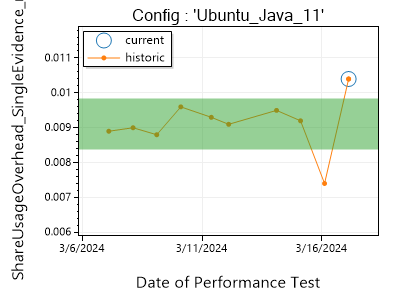 Config : 'Ubuntu_Java_11'
current
historic
ShareUsageOverhead_SingleEvidence_
0.011
0.01
0.009
0.008
0.007
0.006
3/6/2024
3/11/2024
3/16/2024
Date of Performance Test